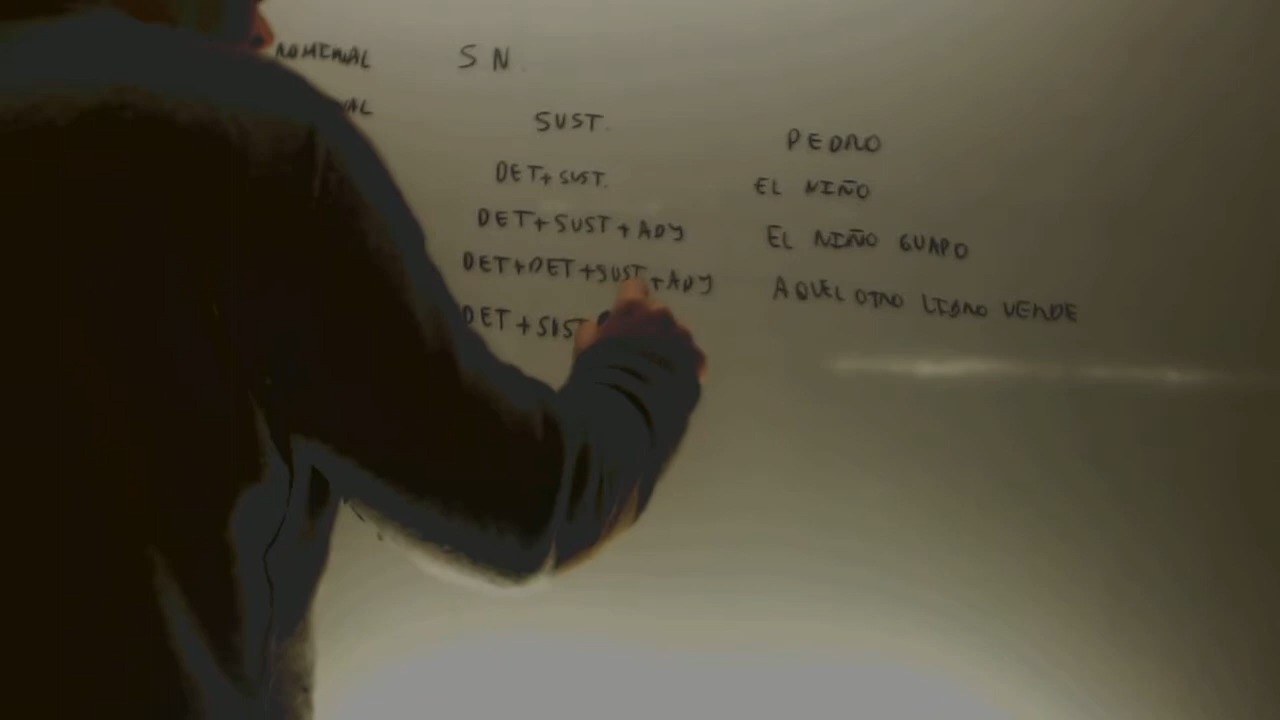 NOMINAL SN
SUST. PEDRO
DET+SUST. EL NIÑO
DET+SUST+ADY EL NIÑO GUAPO
DET+DET+SUST+ADY AQUEL OTRO LIBRO VERDE
DET+SUST